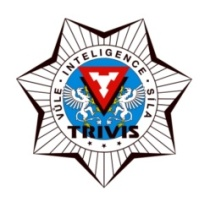 VŮLE · INTELIGENCE · SÍLA
TRIVIS